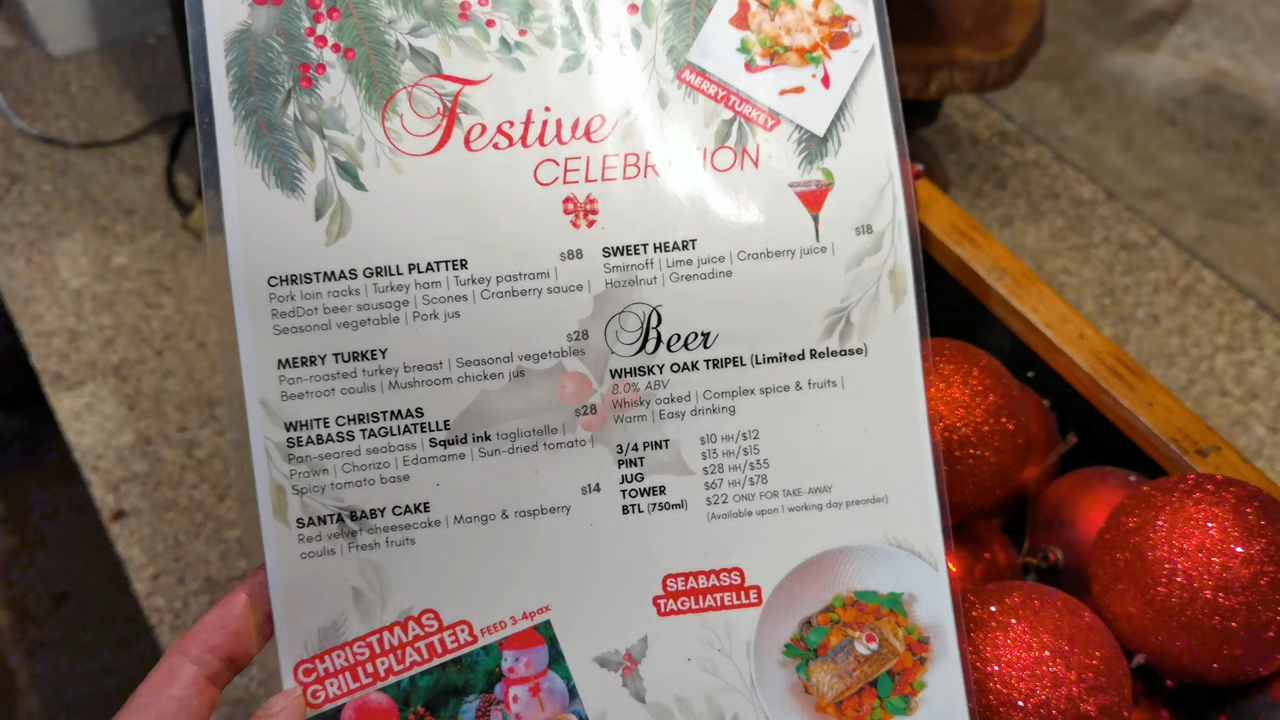 MERRY TURKEY
Festive
CELEBRATION
CHRISTMAS GRILL PLATTER $88
Pork loin racks | Turkey ham | Turkey pastrami |
RedDot beer sausage | Scones | Cranberry sauce |
Seasonal vegetable | Pork jus
MERRY TURKEY $28
Pan-roasted turkey breast | Seasonal vegetables
Beetroot coulis | Mushroom chicken jus
WHITE CHRISTMAS
SEABASS TAGLIATELLE $28
Pan-seared seabass | Squid ink tagliatelle |
Prawn | Chorizo | Edamame | Sun-dried tomato |
Spicy tomato base
SANTA BABY CAKE $14
Red velvet cheesecake | Mango & raspberry
coulis | Fresh fruits
SWEET HEART $18
Smirnoff | Lime juice | Cranberry juice |
Hazelnut | Grenadine
Beer
WHISKY OAK TRIPEL (Limited Release)
8.0% ABV
Whisky oaked | Complex spice & fruits |
Warm | Easy drinking
3/4 PINT $10 HH/$12
PINT $13 HH/$15
JUG $28 HH/$35
TOWER $67 HH/$78
BTL (750ml) $22 ONLY FOR TAKE-AWAY
(Available upon 1 working day preorder)
CHRISTMAS
GRILL PLATTER FEED 3-4pax
SEABASS
TAGLIATELLE